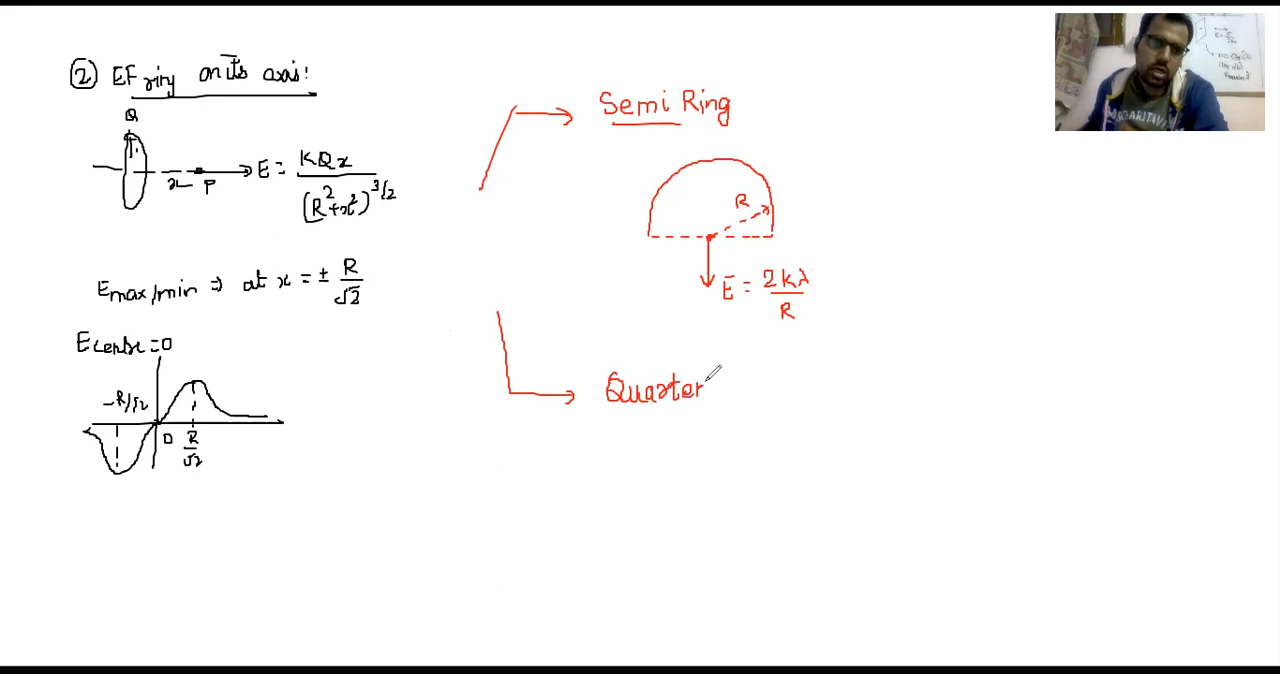 ② EF ring on its axis:
Q
r
x P
E = KQx / (R²+x²)^3/2
Emax/min ⇒ at x = ± R/√2
Ecentre = 0
-R/√2
0 R/√2
Semi Ring
R
E = 2Kλ/R
Quarter